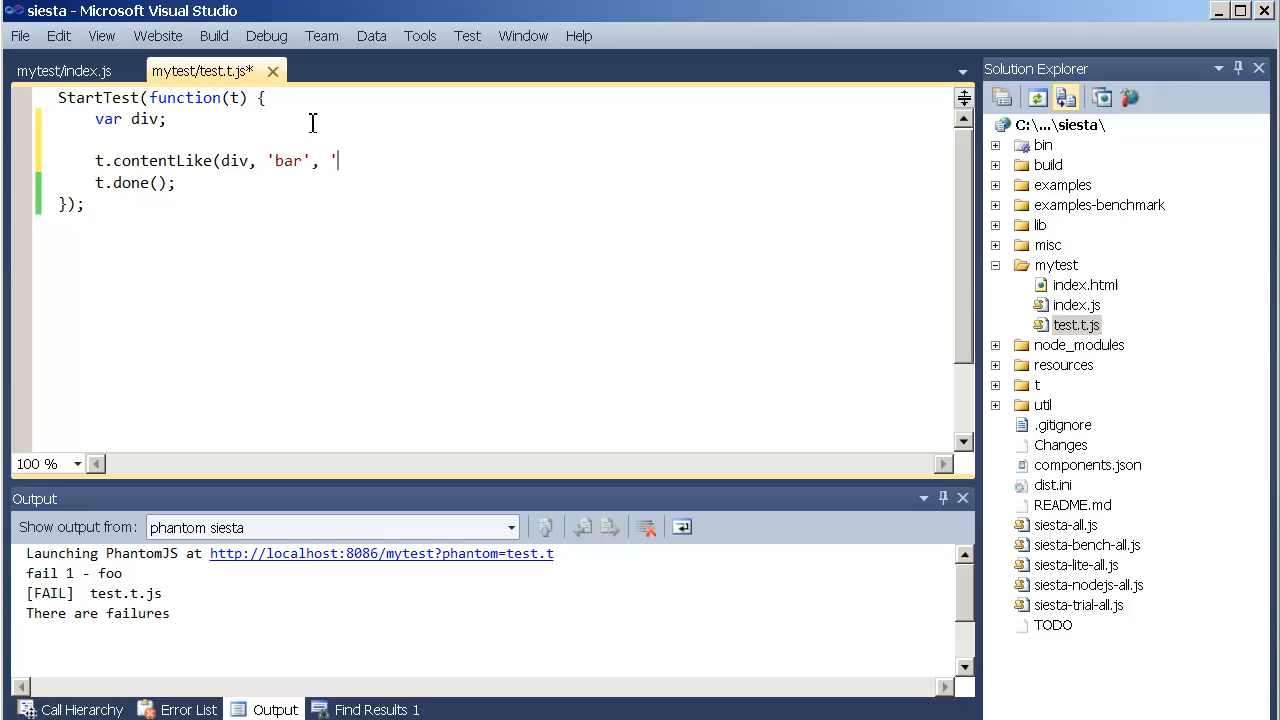 siesta - Microsoft Visual Studio
File Edit View Website Build Debug Team Data Tools Test Window Help
mytest/index.js mytest/test.t.js*
StartTest(function(t) {
var div;
t.contentLike(div, 'bar', '
t.done();
});
100 %
Solution Explorer
C:\...\siesta\
bin
build
examples
examples-benchmark
lib
misc
mytest
index.html
index.js
test.t.js
node_modules
resources
t
util
.gitignore
Changes
components.json
dist.ini
README.md
siesta-all.js
siesta-bench-all.js
siesta-lite-all.js
siesta-nodejs-all.js
siesta-trial-all.js
TODO
Output
Show output from: phantom siesta
Launching PhantomJS at http://localhost:8086/mytest?phantom=test.t
fail 1 - foo
[FAIL] test.t.js
There are failures
Call Hierarchy Error List Output Find Results 1